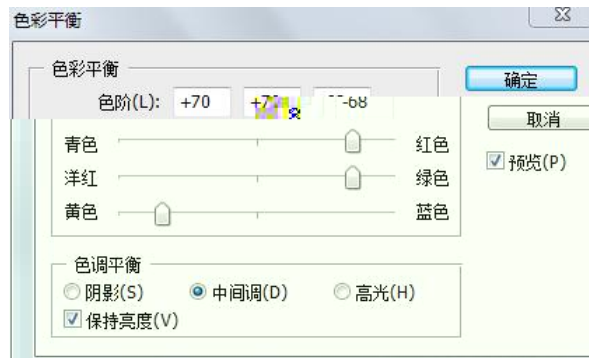 色彩平衡
色彩平衡
确定
色阶(L): +70
取消
青色 红色
预览(P)
洋红 绿色
黄色 蓝色
色调平衡
阴影(S) 中间调(D) 高光(H)
保持亮度(V)